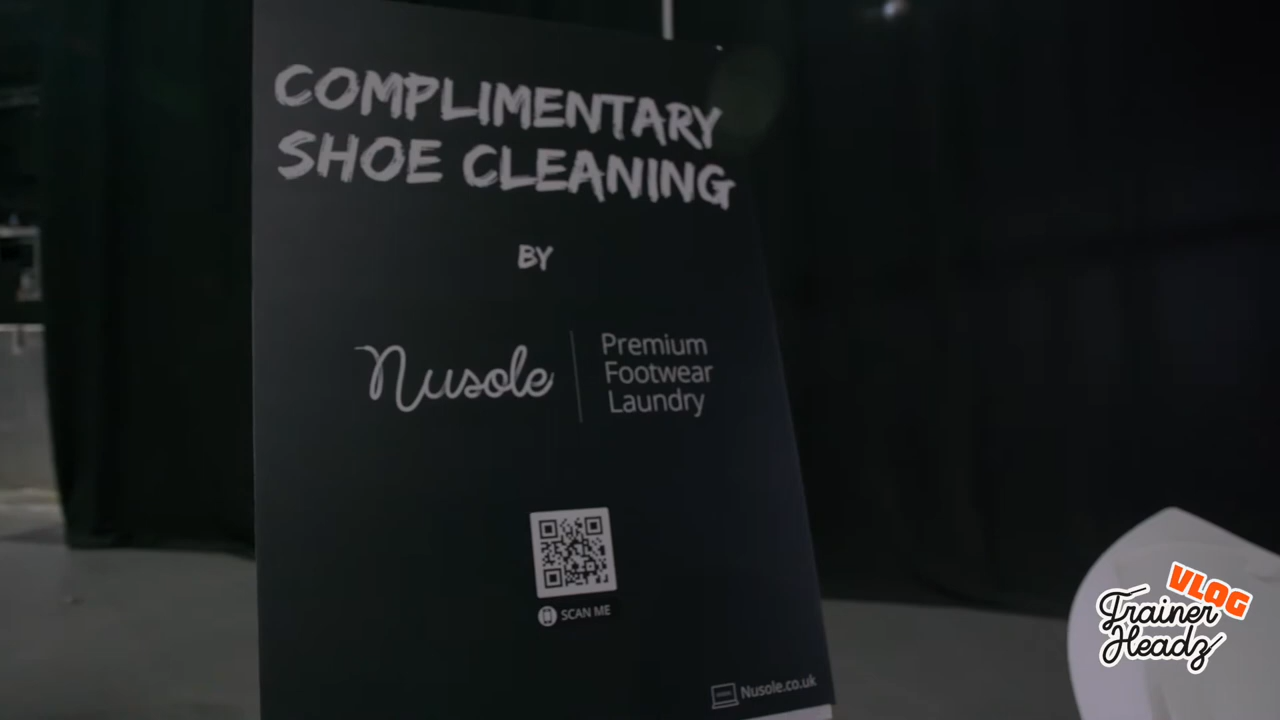 COMPLIMENTARY
SHOE CLEANING
BY
Nusole
Premium
Footwear
Laundry
SCAN ME
Nusole.co.uk
VLOG
Trainer
Headz